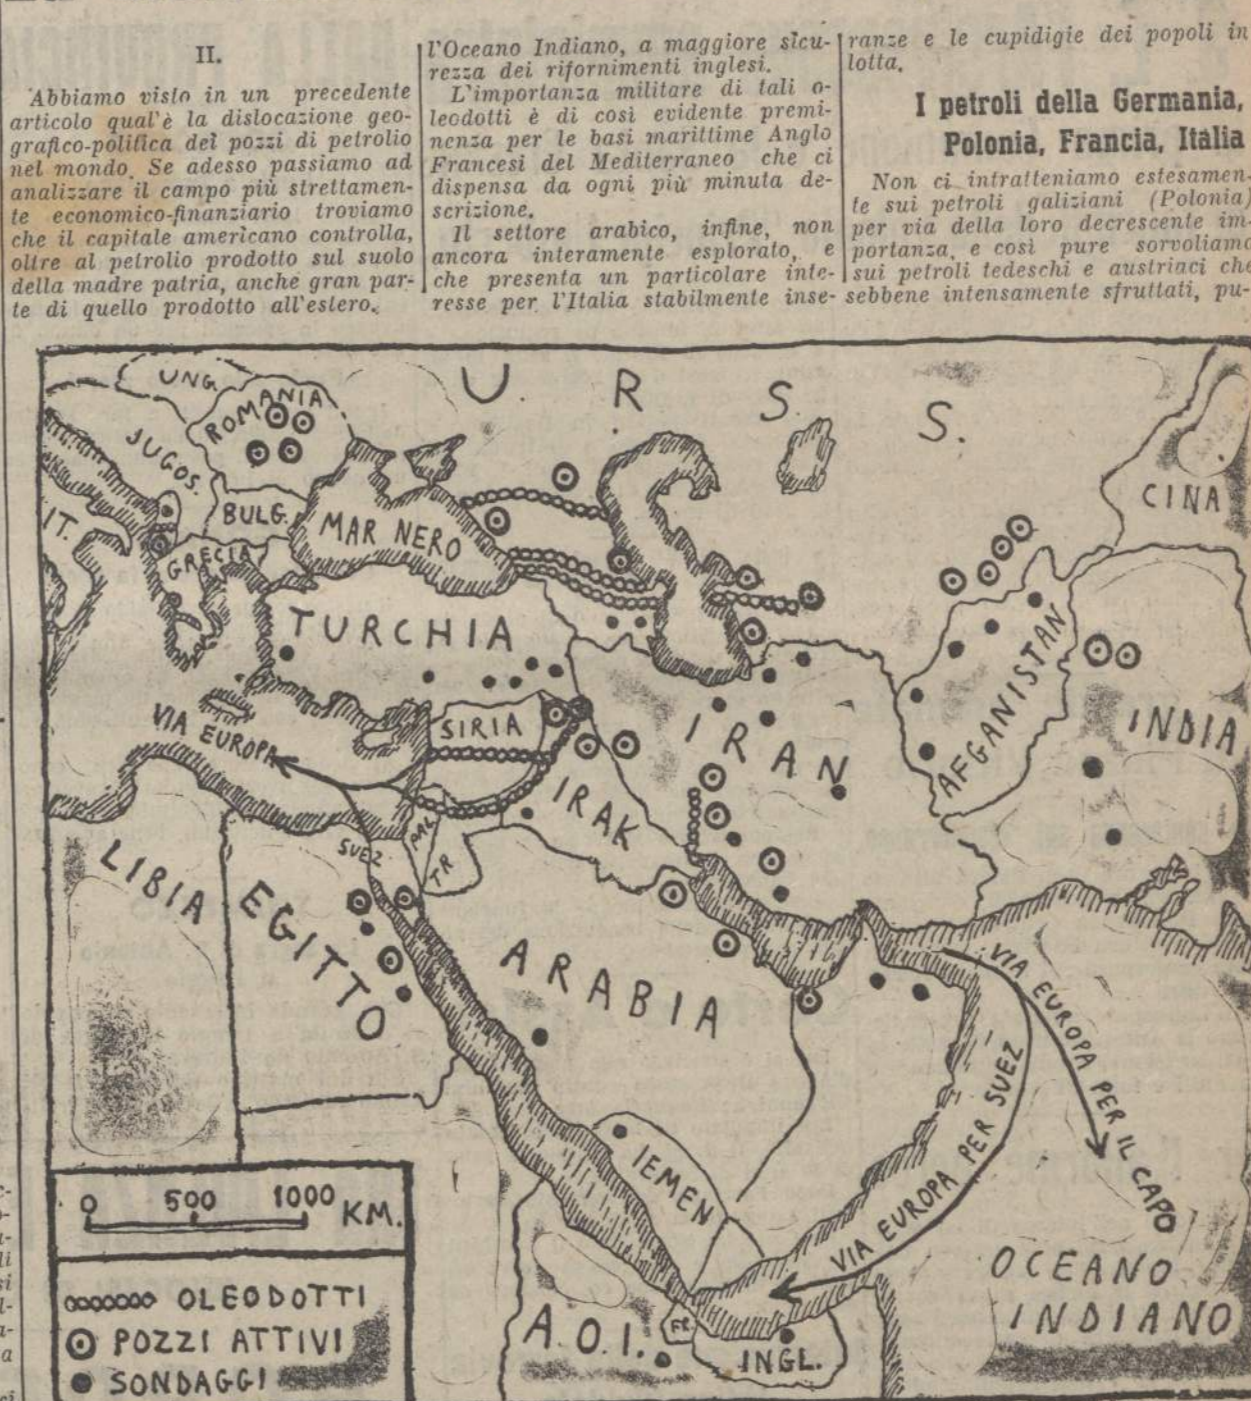 II.
Abbiamo visto in un precedente
articolo qual'è la dislocazione geo-
grafico-politica dei pozzi di petrolio
nel mondo. Se adesso passiamo ad
analizzare il campo più strettamen-
te economico-finanziario troviamo
che il capitale americano controlla,
oltre al petrolio prodotto sul suolo
della madre patria, anche gran par-
te di quello prodotto all'estero.
l'Oceano Indiano, a maggiore sicu-
rezza dei rifornimenti inglesi.
L'importanza militare di tali o-
leodotti è di così evidente premi-
nenza per le basi marittime Anglo
Francesi del Mediterraneo che ci
dispensa da ogni più minuta de-
scrizione.
Il settore arabico, infine, non
ancora interamente esplorato, e
che presenta un particolare inte-
resse per l'Italia stabilmente inse-
ranze e le cupidigie dei popoli in
lotta.
I petroli della Germania,
Polonia, Francia, Italia
Non ci intratteniamo estesamen-
te sui petroli galiziani (Polonia)
per via della loro decrescente im-
portanza, e così pure sorvoliamo
sui petroli tedeschi e austriaci che
sebbene intensamente sfruttati, pu-
U. R. S. S.
UNG.
ROMANIA
JUGOS.
BULG.
MAR NERO
IT.
GRECIA
CINA
TURCHIA
AFGANISTAN
INDIA
VIA EUROPA
SIRIA
IRAN
IRAK
PAL
TR
SUEZ
LIBIA
EGITTO
ARABIA
VIA EUROPA PER IL CAPO
VIA EUROPA PER SUEZ
IEMEN
OCEANO
INDIANO
A.O.I.
FR.
INGL.
0 500 1000 KM.
OLEODOTTI
POZZI ATTIVI
SONDAGGI